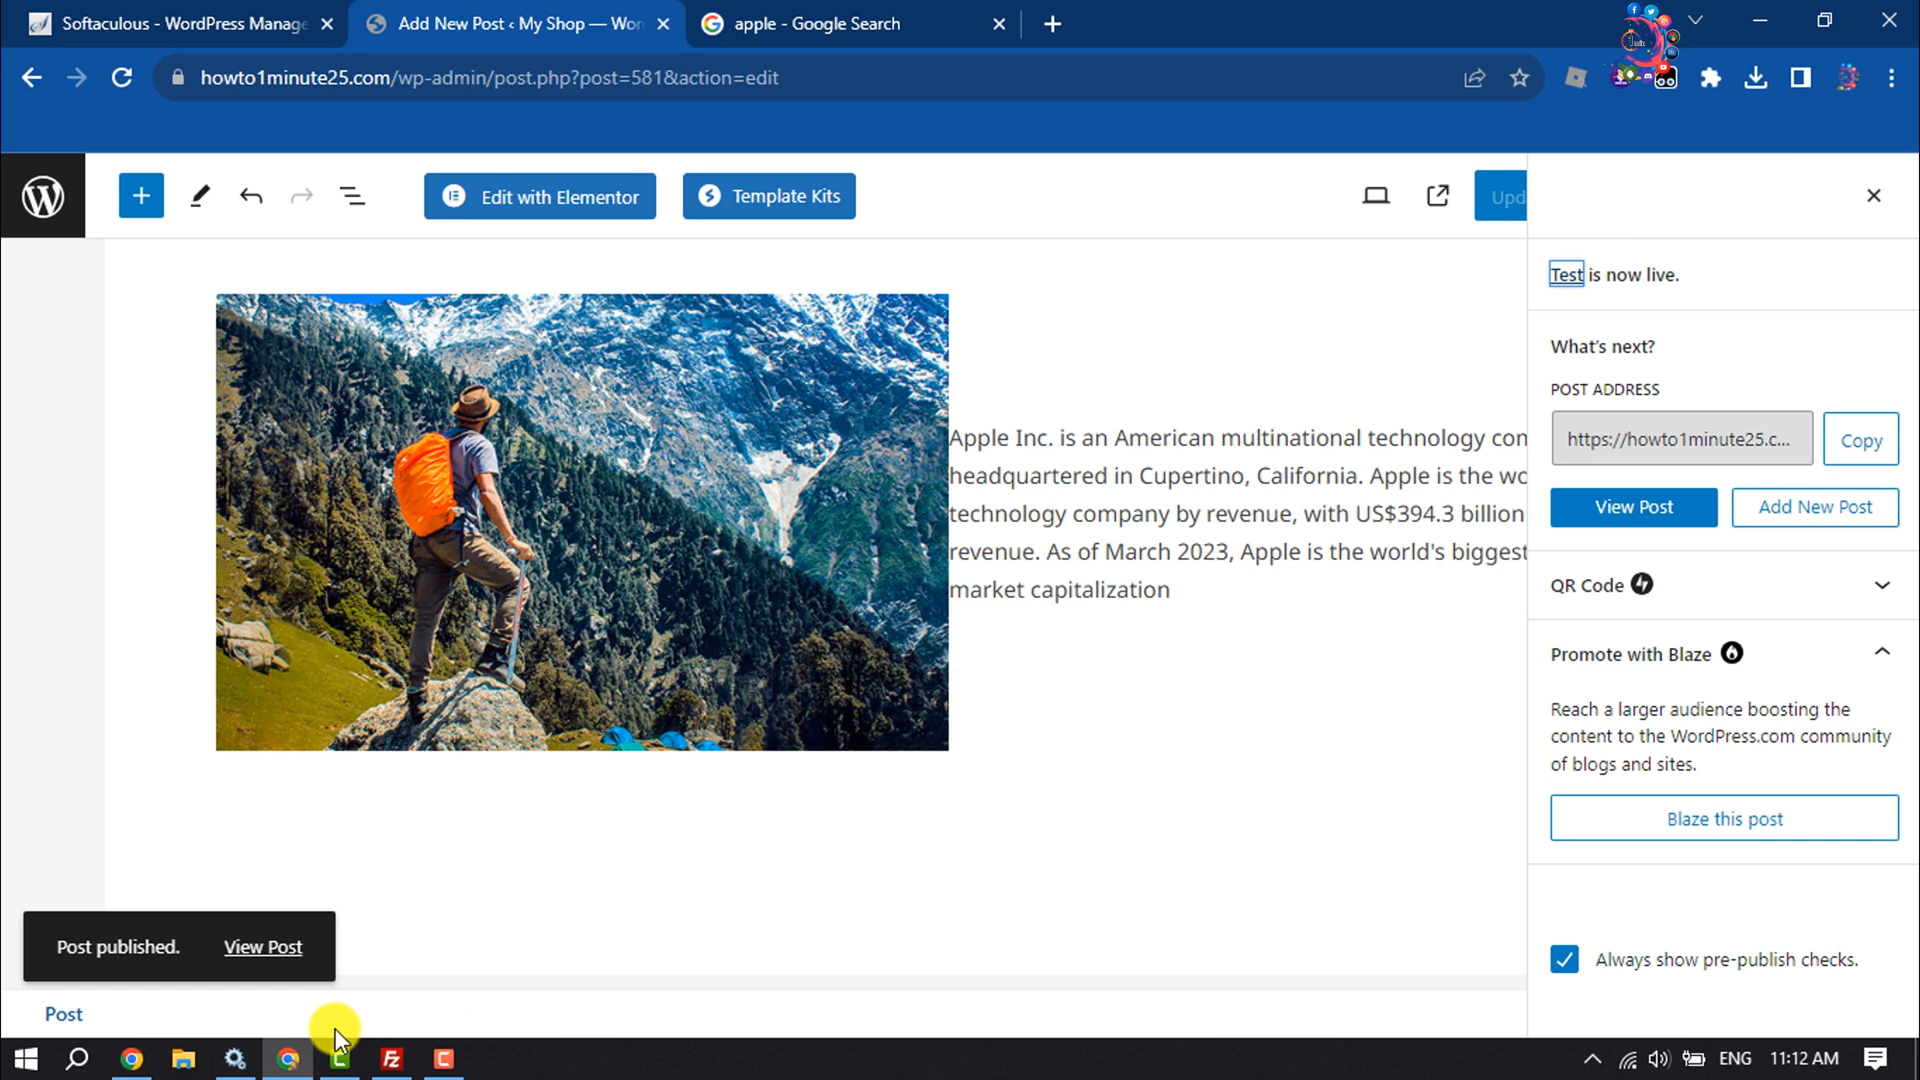 Softaculous - WordPress Manage
Add New Post ‹ My Shop — Wor
apple - Google Search
howto1minute25.com/wp-admin/post.php?post=581&action=edit
Edit with Elementor
Template Kits
Upd
Test is now live.
What's next?
POST ADDRESS
https://howto1minute25.c...
Copy
View Post
Add New Post
QR Code
Promote with Blaze
Reach a larger audience boosting the
content to the WordPress.com community
of blogs and sites.
Blaze this post
Always show pre-publish checks.
Apple Inc. is an American multinational technology con
headquartered in Cupertino, California. Apple is the wo
technology company by revenue, with US$394.3 billion
revenue. As of March 2023, Apple is the world's biggest
market capitalization
Post published.
View Post
Post
ENG
11:12 AM